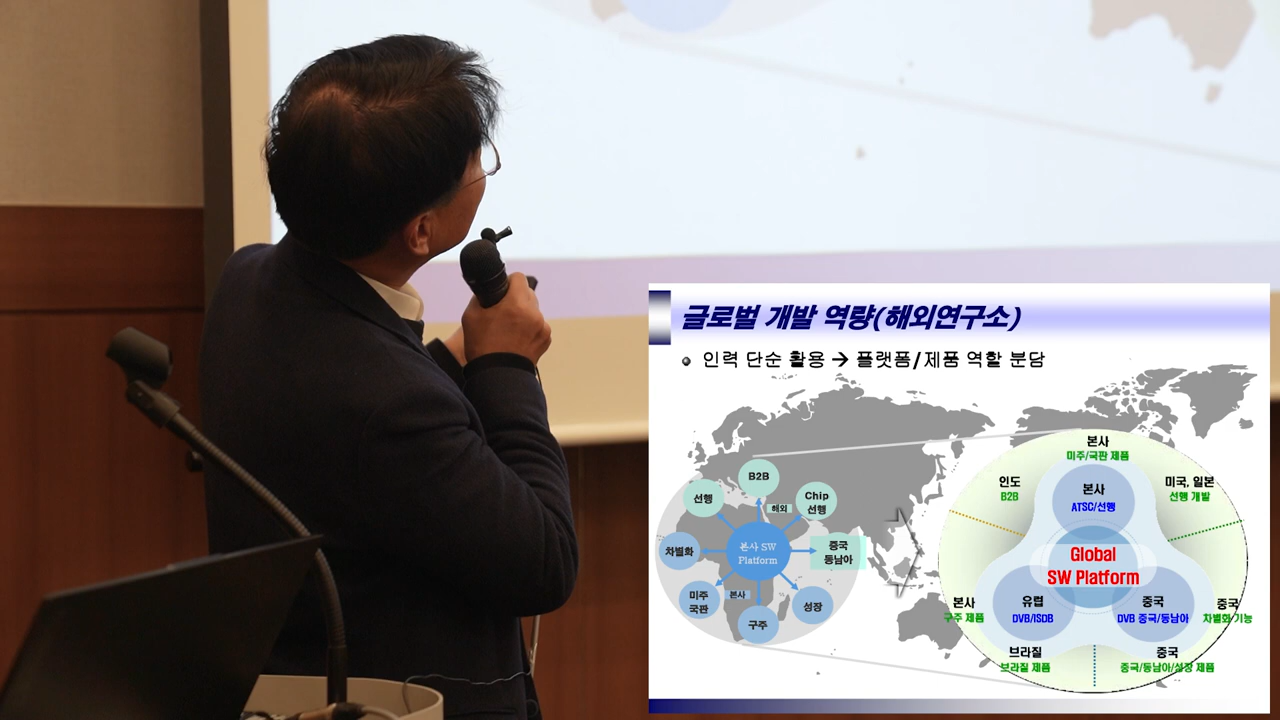 글로벌 개발 역량(해외연구소)
인력 단순 활용 → 플랫폼/제품 역할 분담
B2B
선행
Chip
선행
해외
차별화
본사 SW
Platform
중국
동남아
미주
국판
본사
성장
구주
본사
미주/국판 제품
인도
B2B
본사
ATSC/선행
미국, 일본
선행 개발
Global
SW Platform
본사
구주 제품
유럽
DVB/ISDB
중국
DVB 중국/동남아
중국
차별화 기능
브라질
브라질 제품
중국
중국/동남아/성장 제품